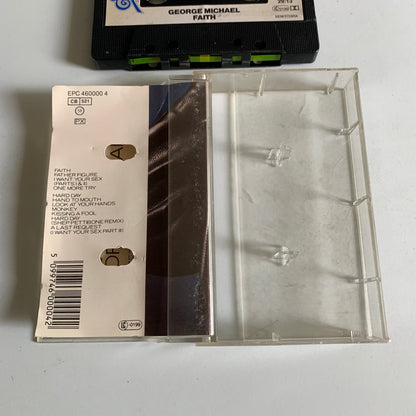 GEORGE MICHAEL
FAITH
EPC 460000 4
CB 521
A
FAITH
FATHER FIGURE
I WANT YOUR SEX
(PARTS I & II)
ONE MORE TRY
HARD DAY
HAND TO MOUTH
LOOK AT YOUR HANDS
MONKEY
KISSING A FOOL
HARD DAY
(SHEP PETTIBONE REMIX)
A LAST REQUEST
(I WANT YOUR SEX PART III)
5 099746 000042
0199